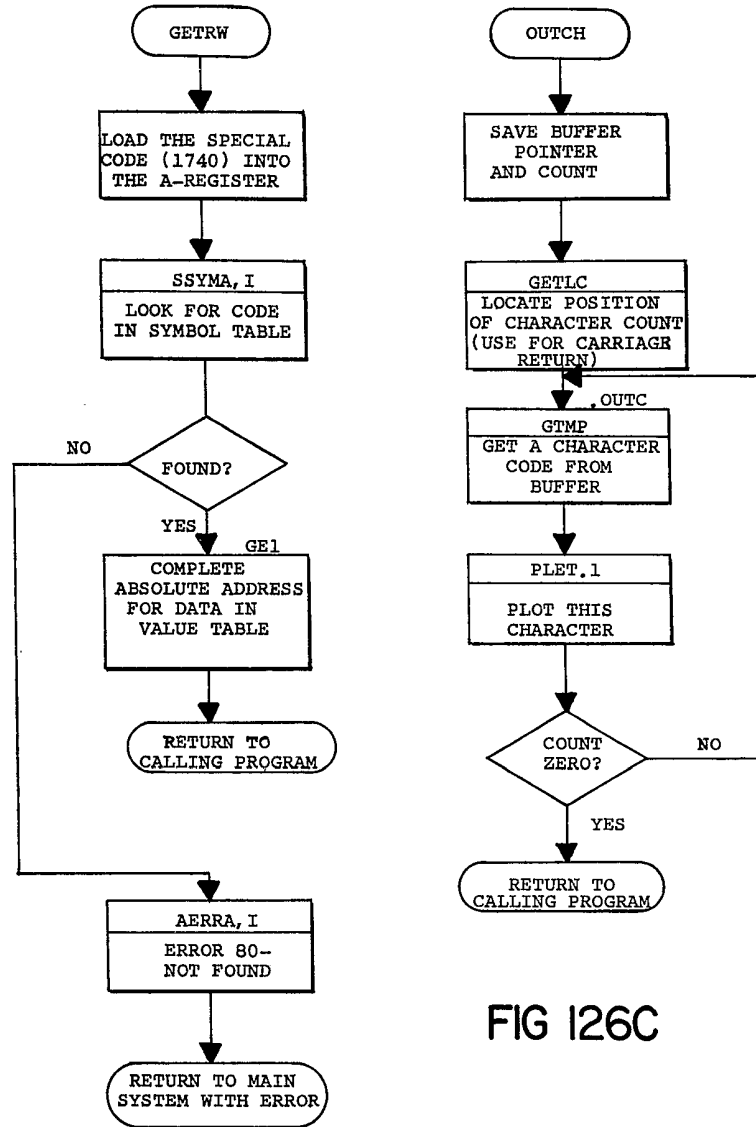 GETRW
LOAD THE SPECIAL
CODE (1740) INTO
THE A-REGISTER
SSYMA,I
LOOK FOR CODE
IN SYMBOL TABLE
NO
FOUND?
YES
GE1
COMPLETE
ABSOLUTE ADDRESS
FOR DATA IN
VALUE TABLE
RETURN TO
CALLING PROGRAM
AERRA,I
ERROR 80-
NOT FOUND
RETURN TO MAIN
SYSTEM WITH ERROR
OUTCH
SAVE BUFFER
POINTER
AND COUNT
GETLC
LOCATE POSITION
OF CHARACTER COUNT
(USE FOR CARRIAGE
RETURN)
.OUTC
GTMP
GET A CHARACTER
CODE FROM
BUFFER
PLET.1
PLOT THIS
CHARACTER
COUNT
ZERO?
NO
YES
RETURN TO
CALLING PROGRAM
FIG 126C